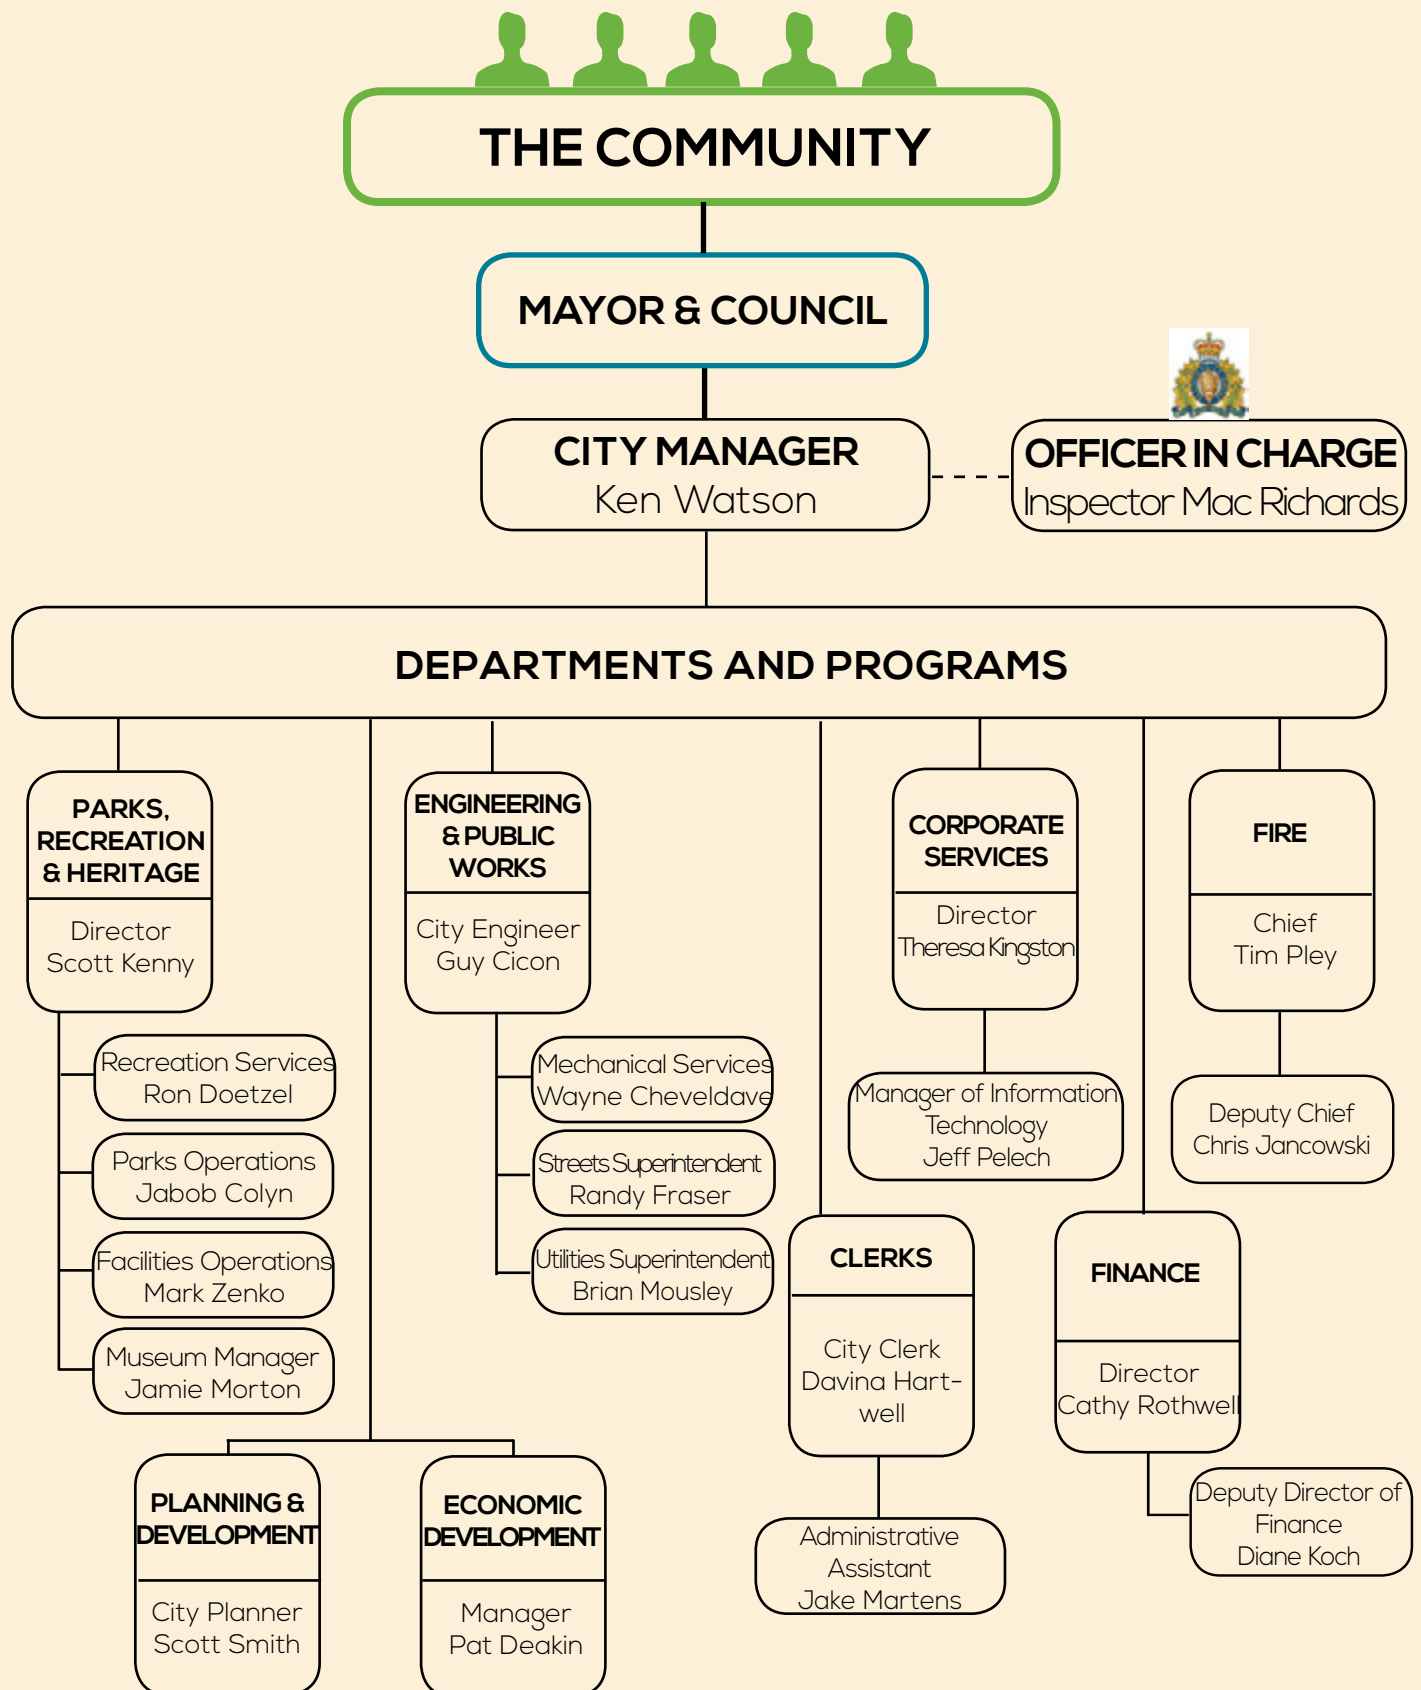 THE COMMUNITY
MAYOR & COUNCIL
CITY MANAGER
Ken Watson
OFFICER IN CHARGE
Inspector Mac Richards
DEPARTMENTS AND PROGRAMS
PARKS,
RECREATION
& HERITAGE
Director
Scott Kenny
Recreation Services
Ron Doetzel
Parks Operations
Jabob Colyn
Facilities Operations
Mark Zenko
Museum Manager
Jamie Morton
PLANNING &
DEVELOPMENT
City Planner
Scott Smith
ECONOMIC
DEVELOPMENT
Manager
Pat Deakin
ENGINEERING
& PUBLIC
WORKS
City Engineer
Guy Cicon
Mechanical Services
Wayne Cheveldave
Streets Superintendent
Randy Fraser
Utilities Superintendent
Brian Mousley
CLERKS
City Clerk
Davina Hart-
well
Administrative
Assistant
Jake Martens
CORPORATE
SERVICES
Director
Theresa Kingston
Manager of Information
Technology
Jeff Pelech
FINANCE
Director
Cathy Rothwell
Deputy Director of
Finance
Diane Koch
FIRE
Chief
Tim Pley
Deputy Chief
Chris Jancowski